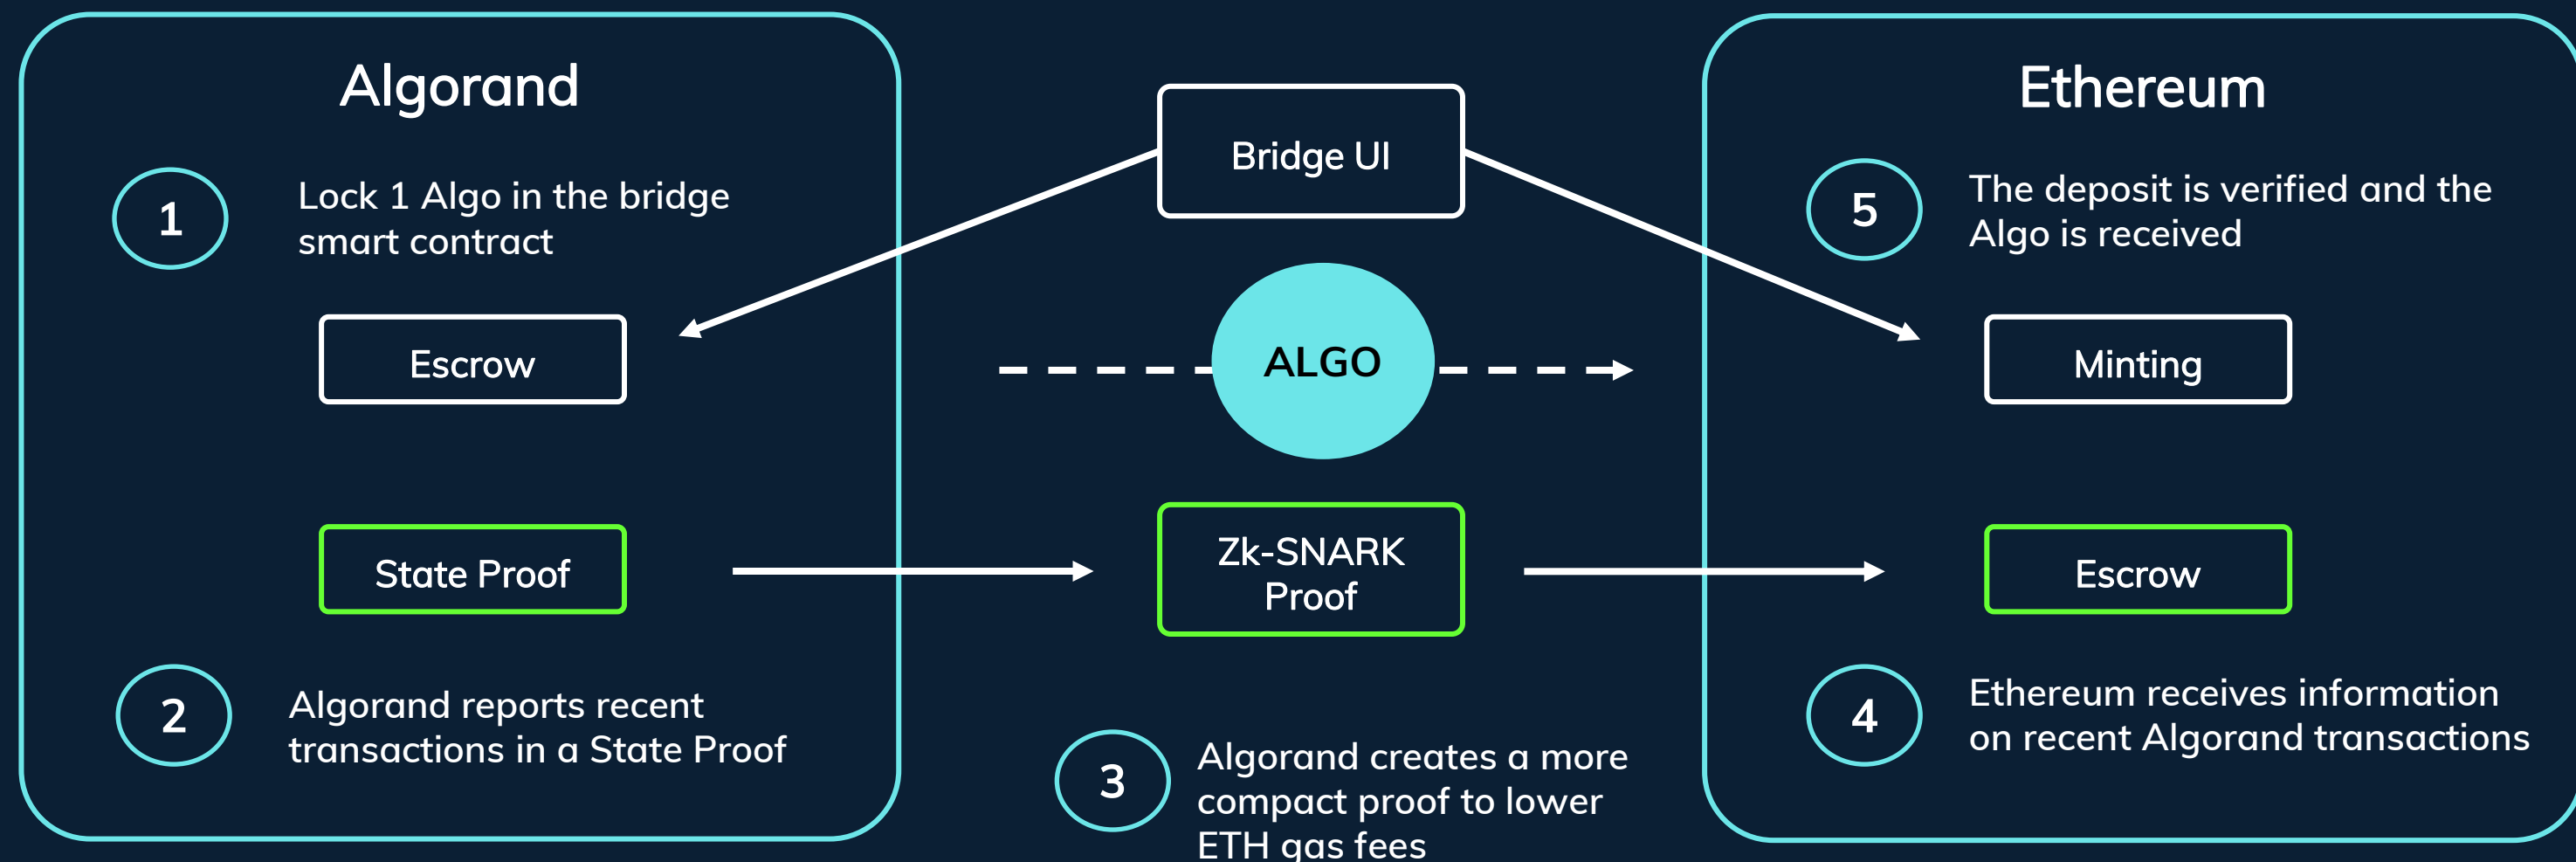 Algorand
1
Lock 1 Algo in the bridge
smart contract
Escrow
State Proof
2
Algorand reports recent
transactions in a State Proof
Bridge UI
ALGO
Zk-SNARK
Proof
3
Algorand creates a more
compact proof to lower
ETH gas fees
Ethereum
5
The deposit is verified and the
Algo is received
Minting
Escrow
4
Ethereum receives information
on recent Algorand transactions